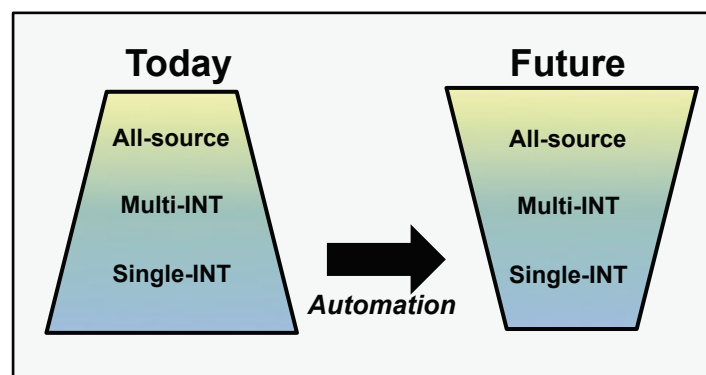 Today
All-source
Multi-INT
Single-INT
Automation
Future
All-source
Multi-INT
Single-INT